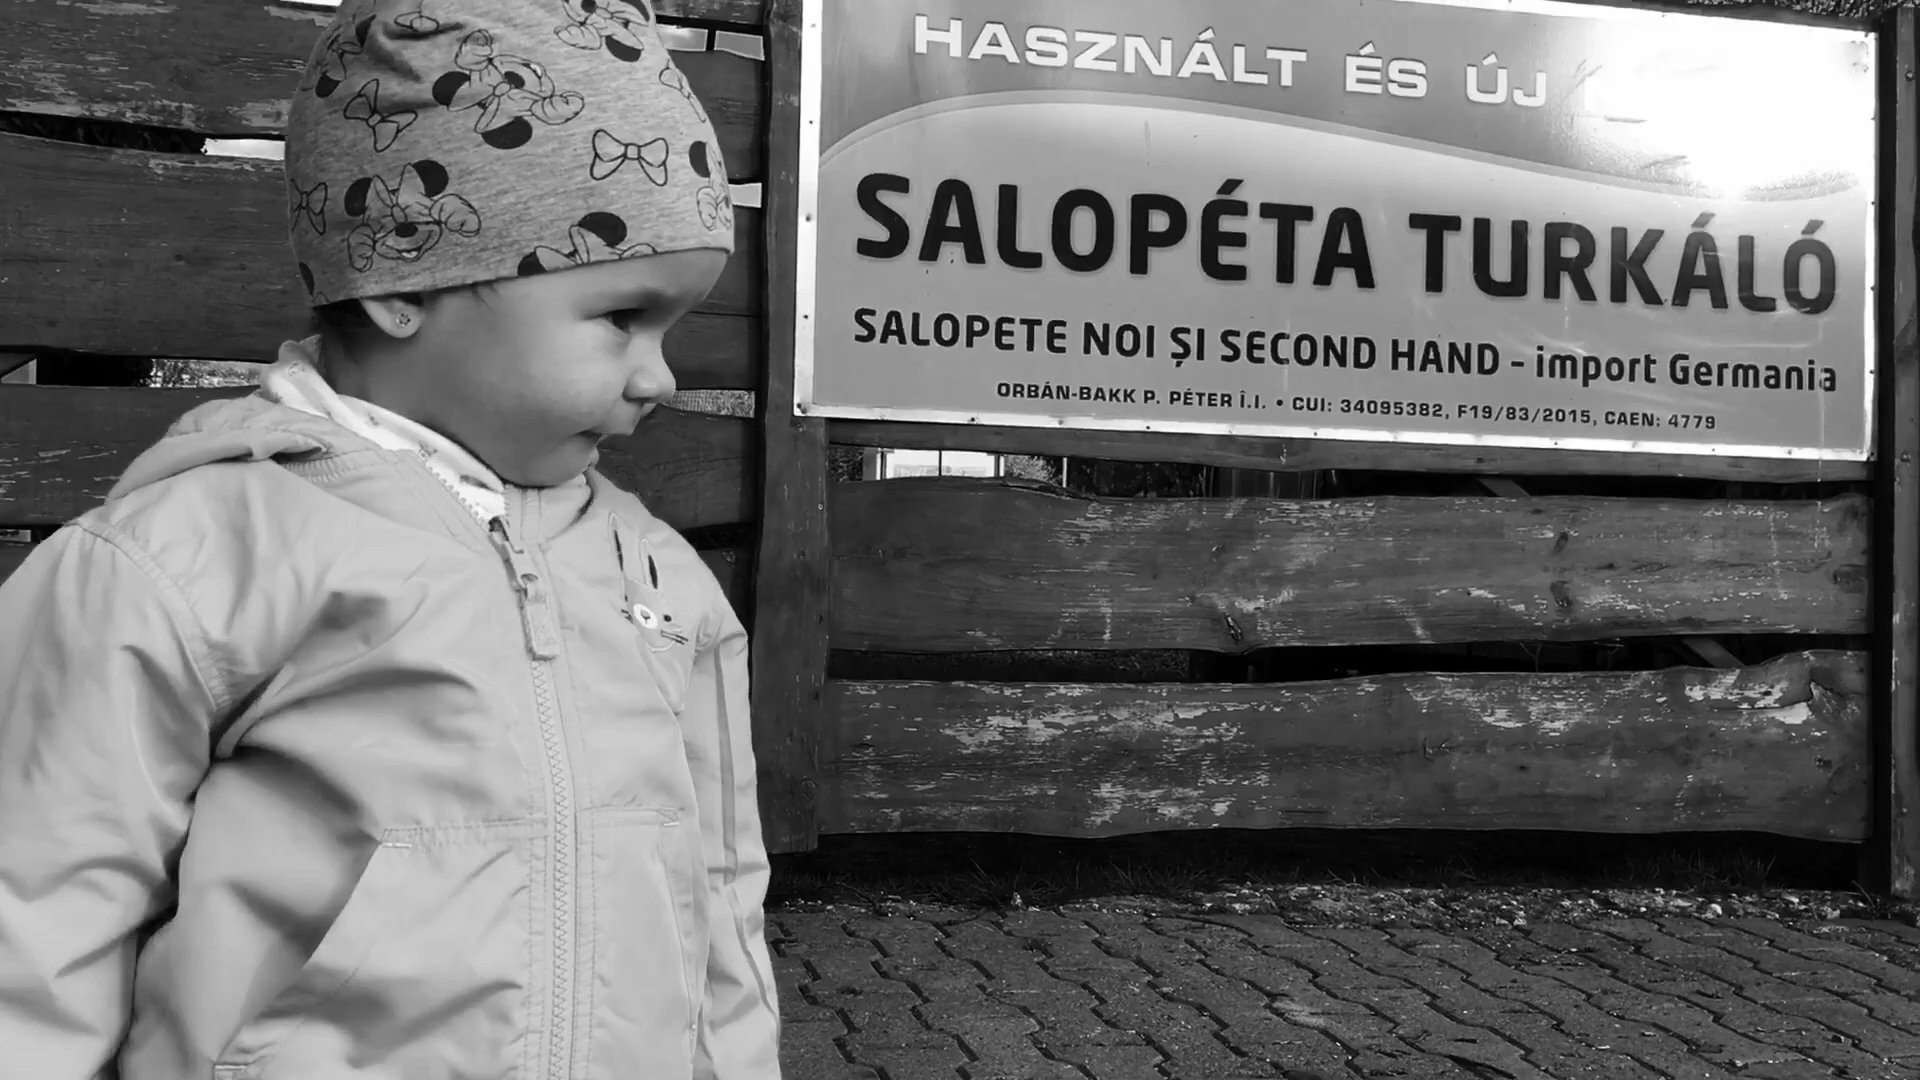 HASZNÁLT ÉS ÚJ
SALOPÉTA TURKÁLÓ
SALOPETE NOI ȘI SECOND HAND - import Germania
ORBÁN-BAKK P. PÉTER Î.I. • CUI: 34095382, F19/83/2015, CAEN: 4779